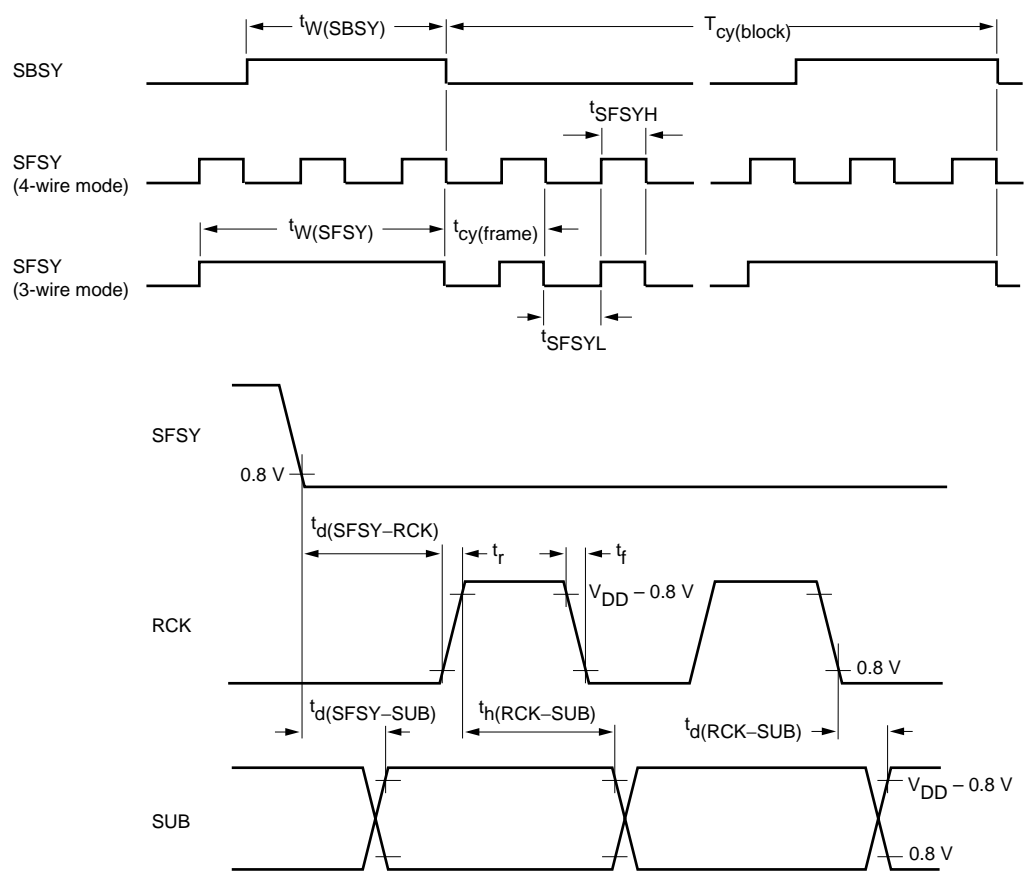 tW(SBSY)
Tcy(block)
SBSY
tSFSYH
SFSY
(4-wire mode)
tW(SFSY)
tcy(frame)
SFSY
(3-wire mode)
tSFSYL
SFSY
0.8 V
td(SFSY–RCK)
tr
tf
VDD – 0.8 V
RCK
0.8 V
td(SFSY–SUB)
th(RCK–SUB)
td(RCK–SUB)
VDD – 0.8 V
SUB
0.8 V